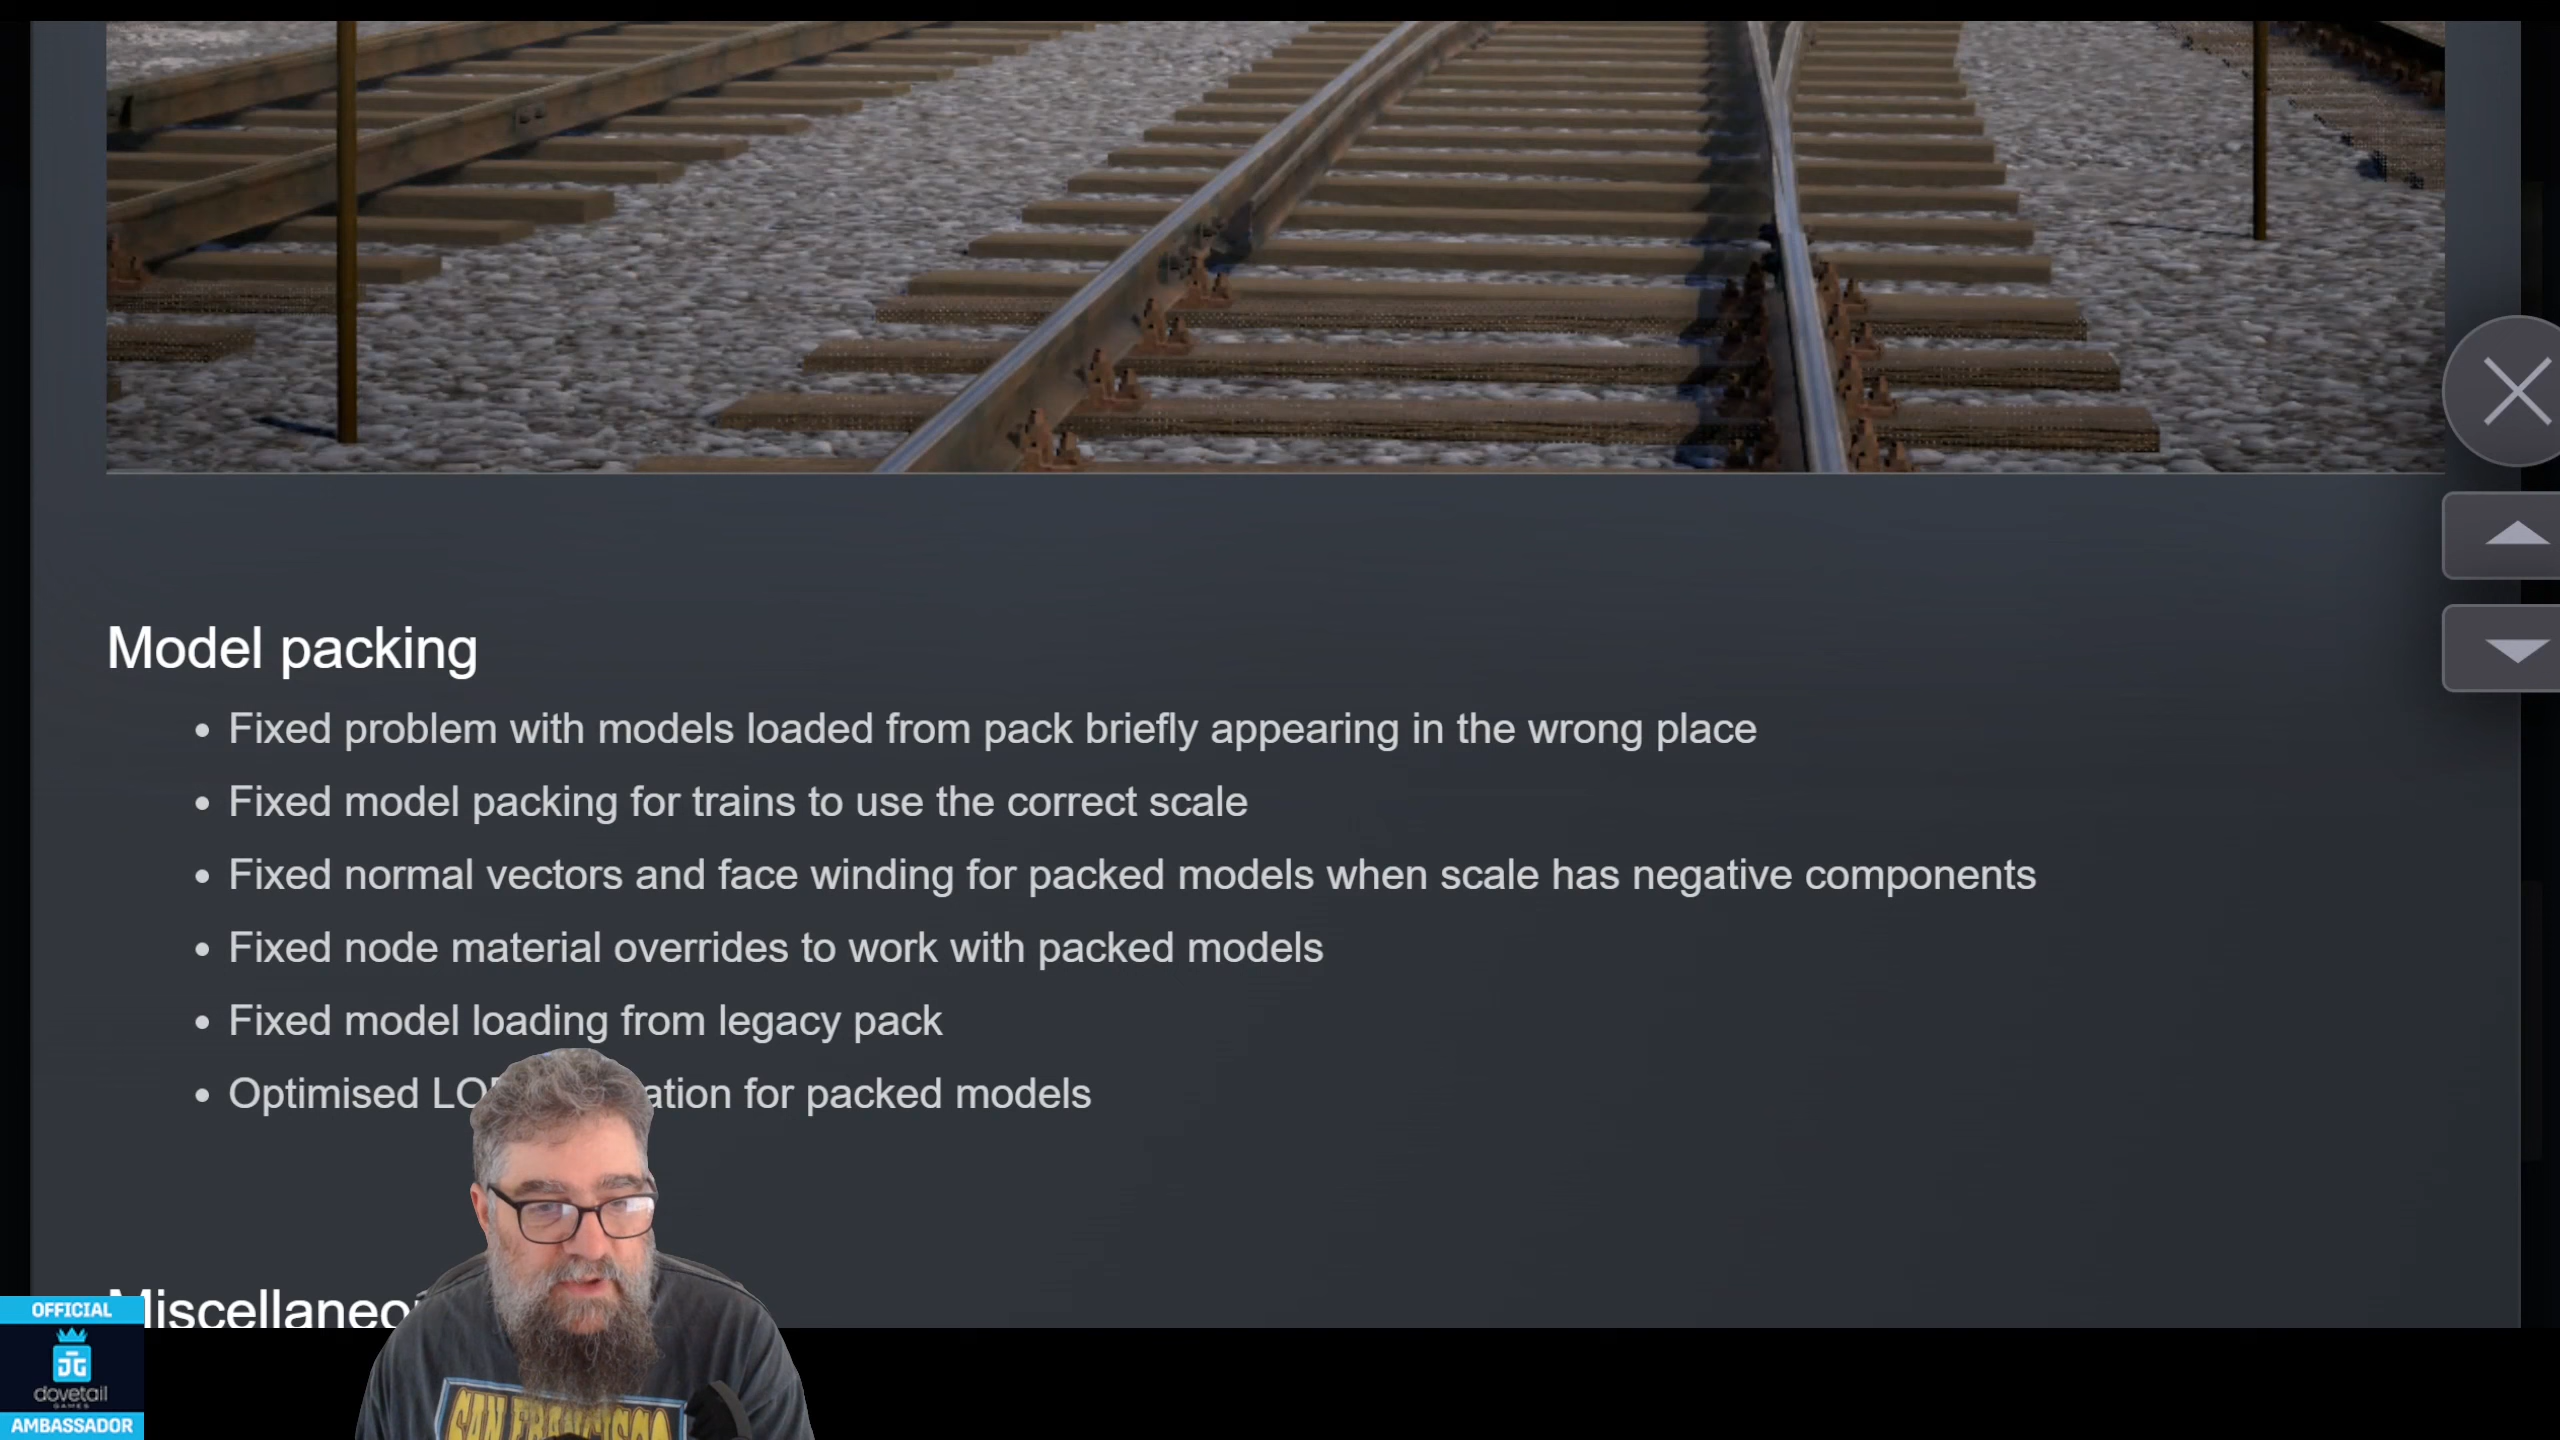 Model packing
• Fixed problem with models loaded from pack briefly appearing in the wrong place
• Fixed model packing for trains to use the correct scale
• Fixed normal vectors and face winding for packed models when scale has negative components
• Fixed node material overrides to work with packed models
• Fixed model loading from legacy pack
• Optimised for packed models
OFFICIAL
dovetail
GAMES
AMBASSADOR
SAN FRANCISCO